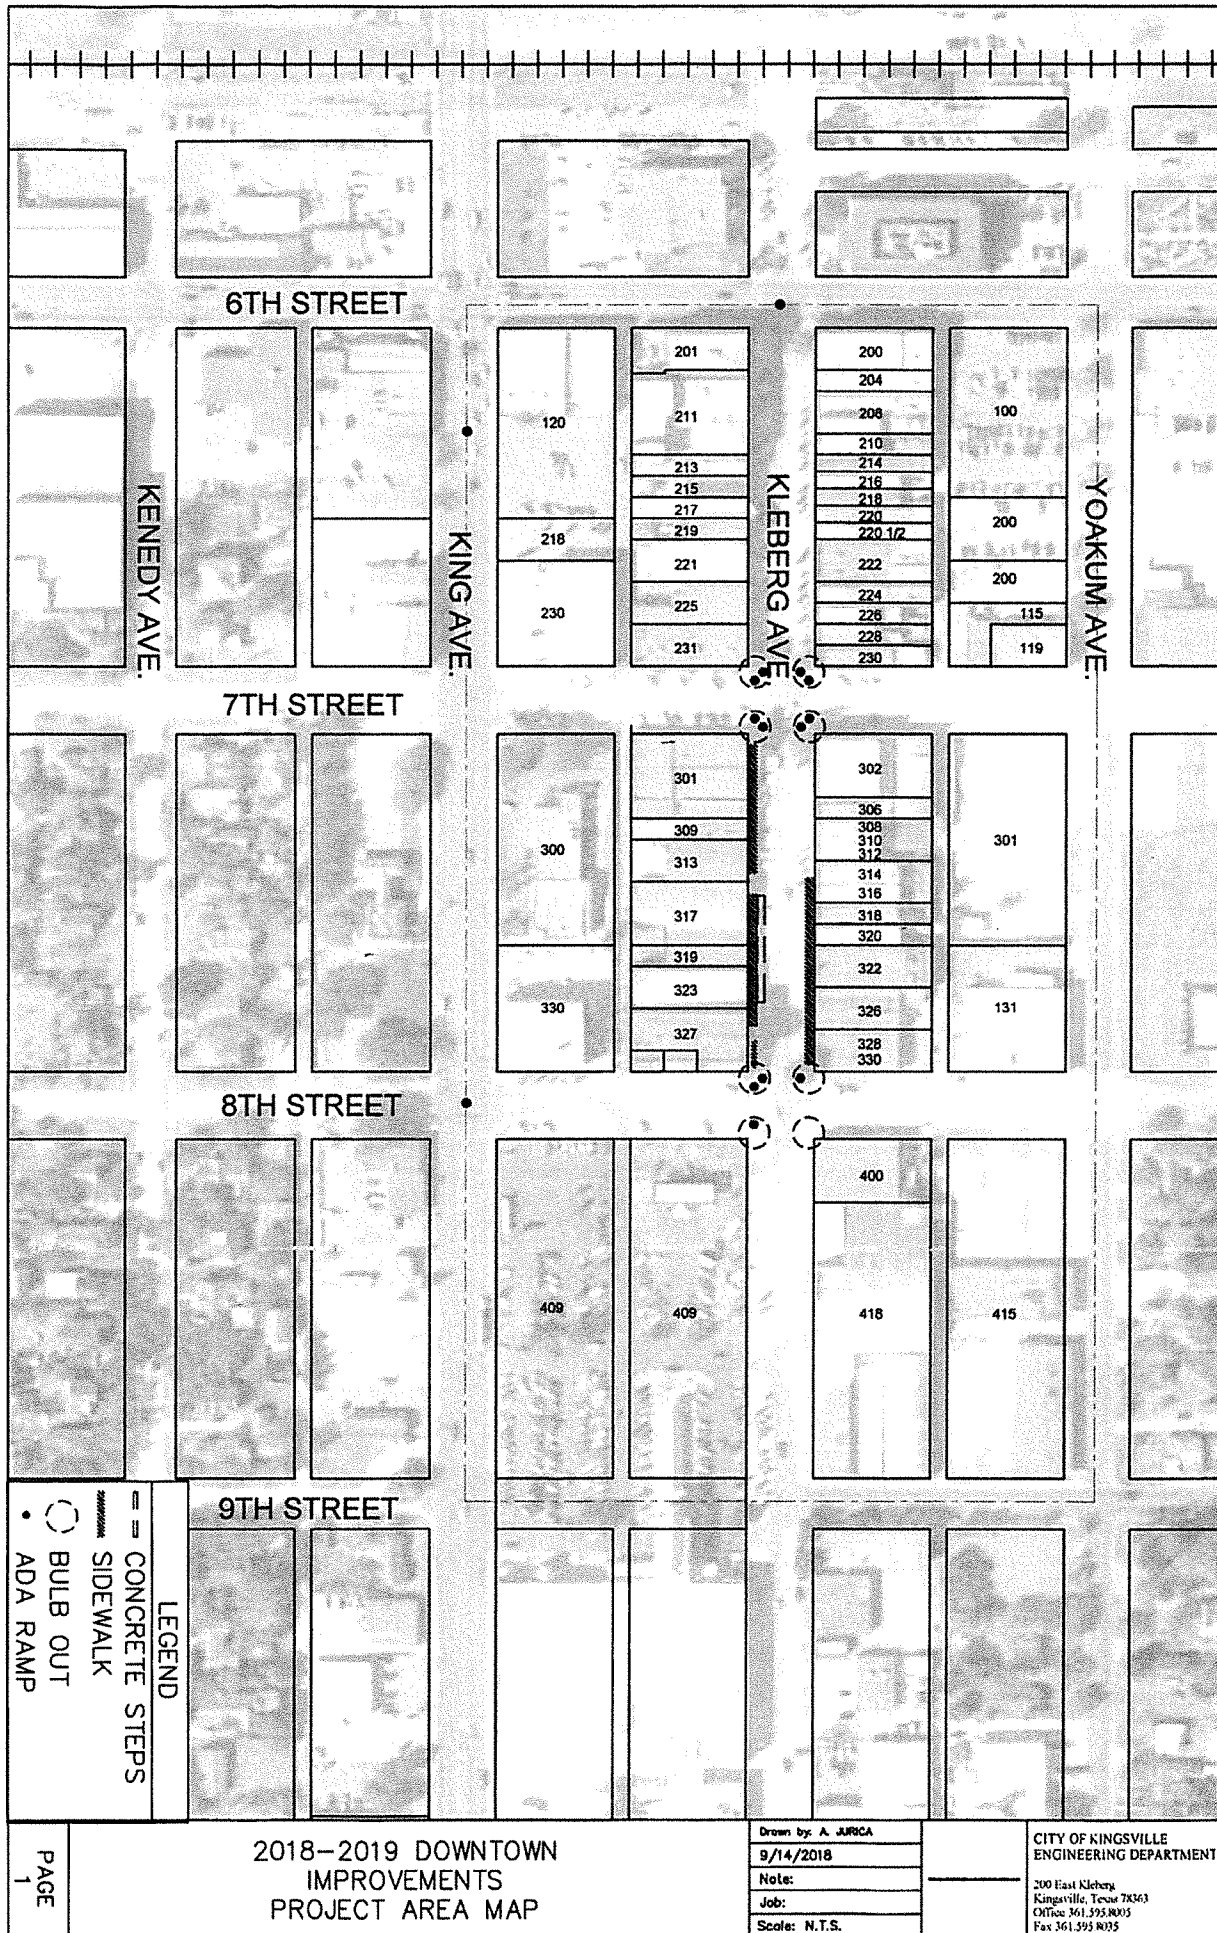 6TH STREET
201
211
213
215
217
219
221
225
231
120
218
230
200
204
208
210
214
216
218
220
220 1/2
222
224
226
228
230
100
200
200
115
119
KENEDY AVE.
KING AVE.
KLEBERG AVE.
YOAKUM AVE.
7TH STREET
300
330
301
309
313
317
319
323
327
302
306
308
310
312
314
316
318
320
322
326
328
330
301
131
8TH STREET
409
409
400
418
415
9TH STREET
LEGEND
CONCRETE STEPS
SIDEWALK
BULB OUT
ADA RAMP
PAGE
1
2018-2019 DOWNTOWN
IMPROVEMENTS
PROJECT AREA MAP
Drawn by: A. JURICA
9/14/2018
Note:
Job:
Scale: N.T.S.
CITY OF KINGSVILLE
ENGINEERING DEPARTMENT
200 East Kleberg
Kingsville, Texas 78363
Office 361.595.8005
Fax 361.595.8035